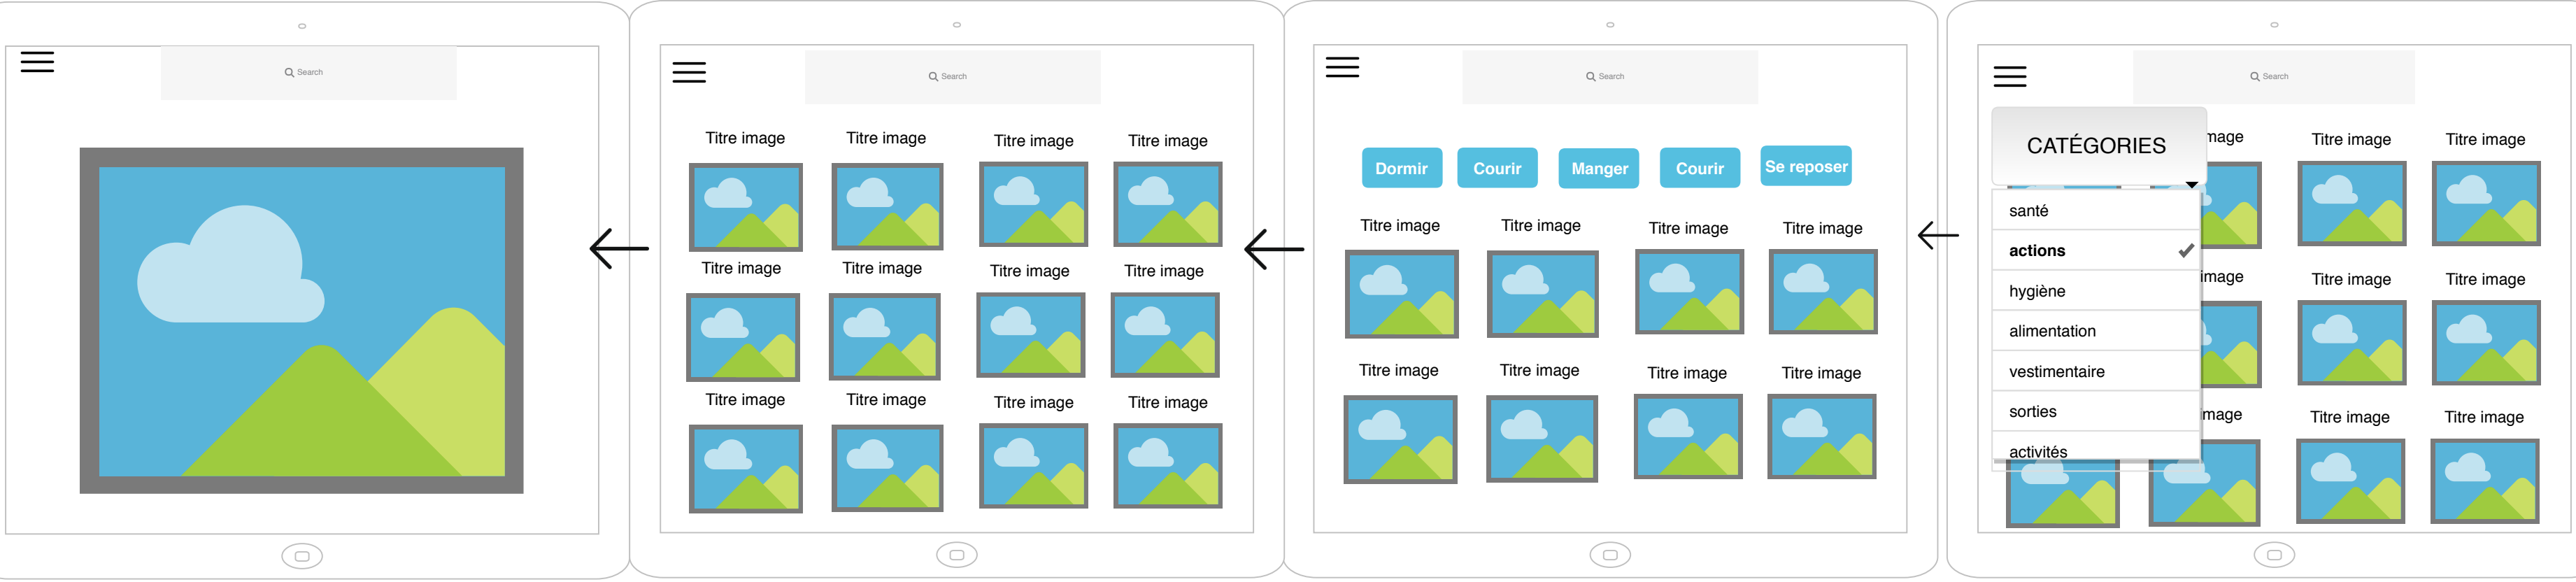 Search
Search
Titre image Titre image Titre image Titre image
Titre image Titre image Titre image Titre image
Titre image Titre image Titre image Titre image
Search
Dormir Courir Manger Courir Se reposer
Titre image Titre image Titre image Titre image
Titre image Titre image Titre image Titre image
Search
CATÉGORIES
santé
actions
hygiène
alimentation
vestimentaire
sorties
activités
mage Titre image Titre image
image Titre image Titre image
mage Titre image Titre image